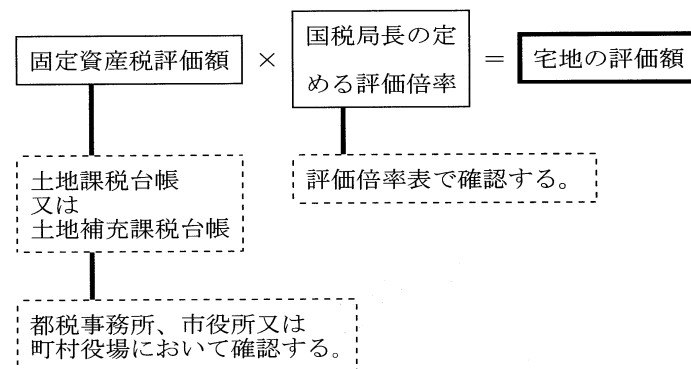 固定資産税評価額
×
国税局長の定
める評価倍率
=
宅地の評価額
土地課税台帳
又は
土地補充課税台帳
評価倍率表で確認する。
都税事務所、市役所又は
町村役場において確認する。